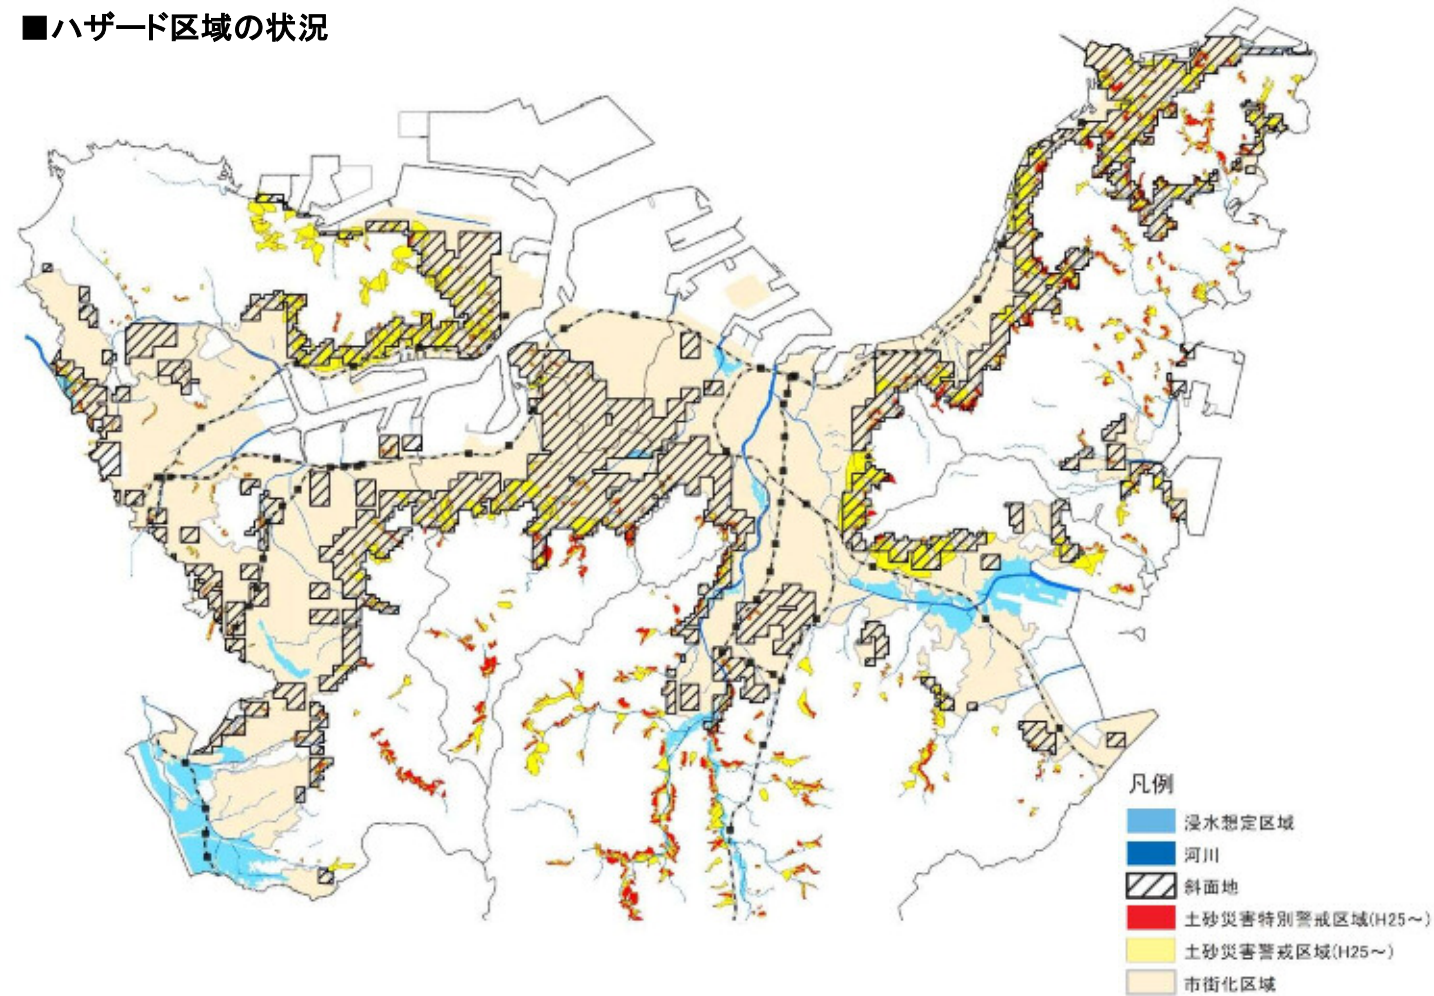 ■ハザード区域の状況
凡例
浸水想定区域
河川
斜面地
土砂災害特別警戒区域(H25～)
土砂災害警戒区域(H25～)
市街化区域